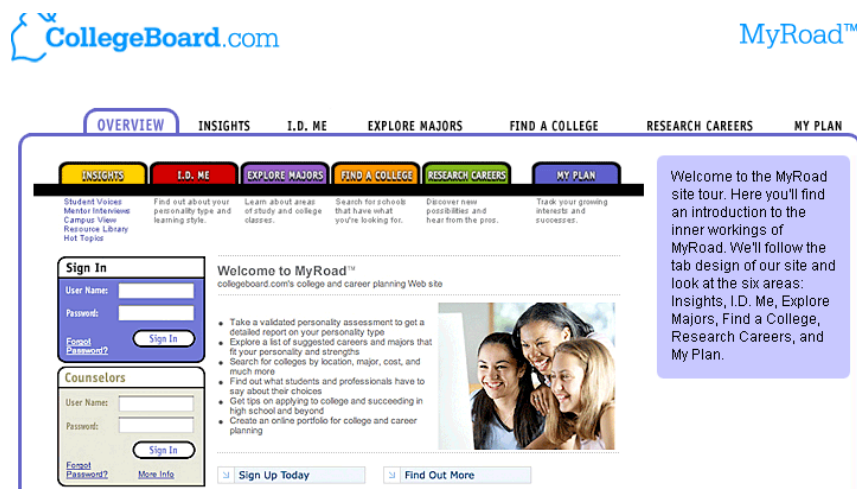 CollegeBoard.com
MyRoad™
OVERVIEW INSIGHTS I.D. ME EXPLORE MAJORS FIND A COLLEGE RESEARCH CAREERS MY PLAN
INSIGHTS I.D. ME EXPLORE MAJORS FIND A COLLEGE RESEARCH CAREERS MY PLAN
Student Voices
Mentor Interviews
Campus View
Resource Library
Hot Topics
Find out about your
personality type and
learning style.
Learn about areas
of study and college
classes.
Search for schools
that have what
you're looking for.
Discover new
possibilities and
hear from the pros.
Track your growing
interests and
successes.
Sign In
User Name:
Password:
Forgot
Password?
Sign In
Counselors
User Name:
Password:
Sign In
Forgot
Password?
More Info
Welcome to MyRoad™
collegeboard.com's college and career planning Web site
• Take a validated personality assessment to get a
detailed report on your personality type
• Explore a list of suggested careers and majors that
fit your personality and strengths
• Search for colleges by location, major, cost, and
much more
• Find out what students and professionals have to
say about their choices
• Get tips on applying to college and succeeding in
high school and beyond
• Create an online portfolio for college and career
planning
Sign Up Today
Find Out More
Welcome to the MyRoad
site tour. Here you'll find
an introduction to the
inner workings of
MyRoad. We'll follow the
tab design of our site and
look at the six areas:
Insights, I.D. Me, Explore
Majors, Find a College,
Research Careers, and
My Plan.